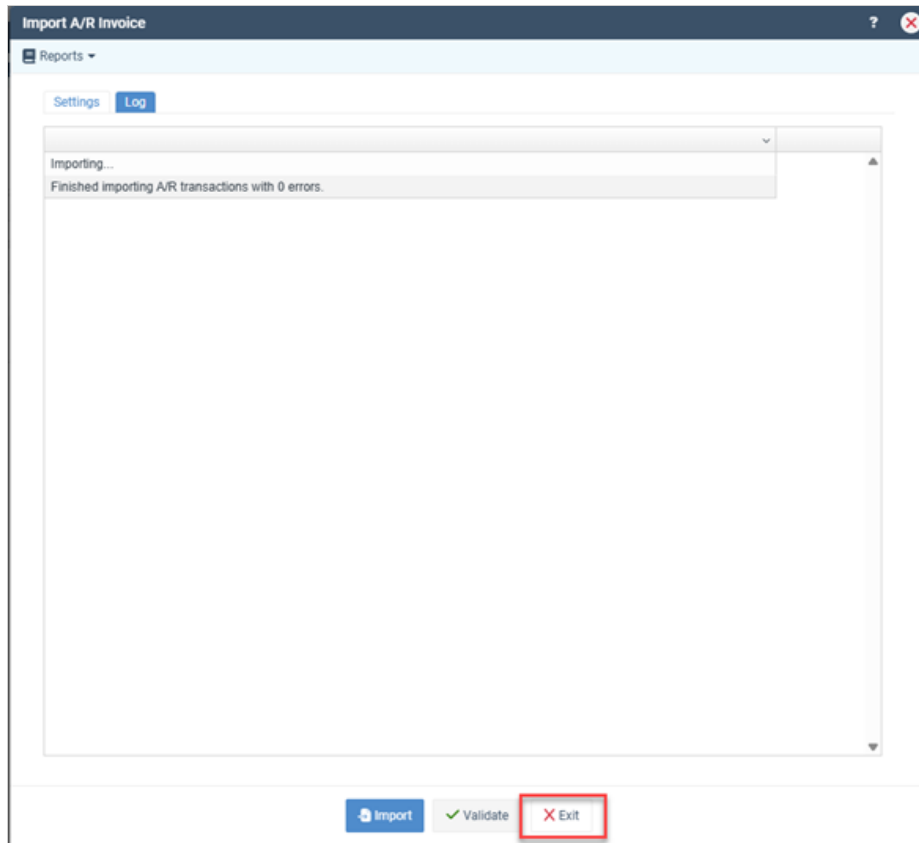 Import A/R Invoice ?
Reports
Settings Log
Importing...
Finished importing A/R transactions with 0 errors.
Import Validate Exit